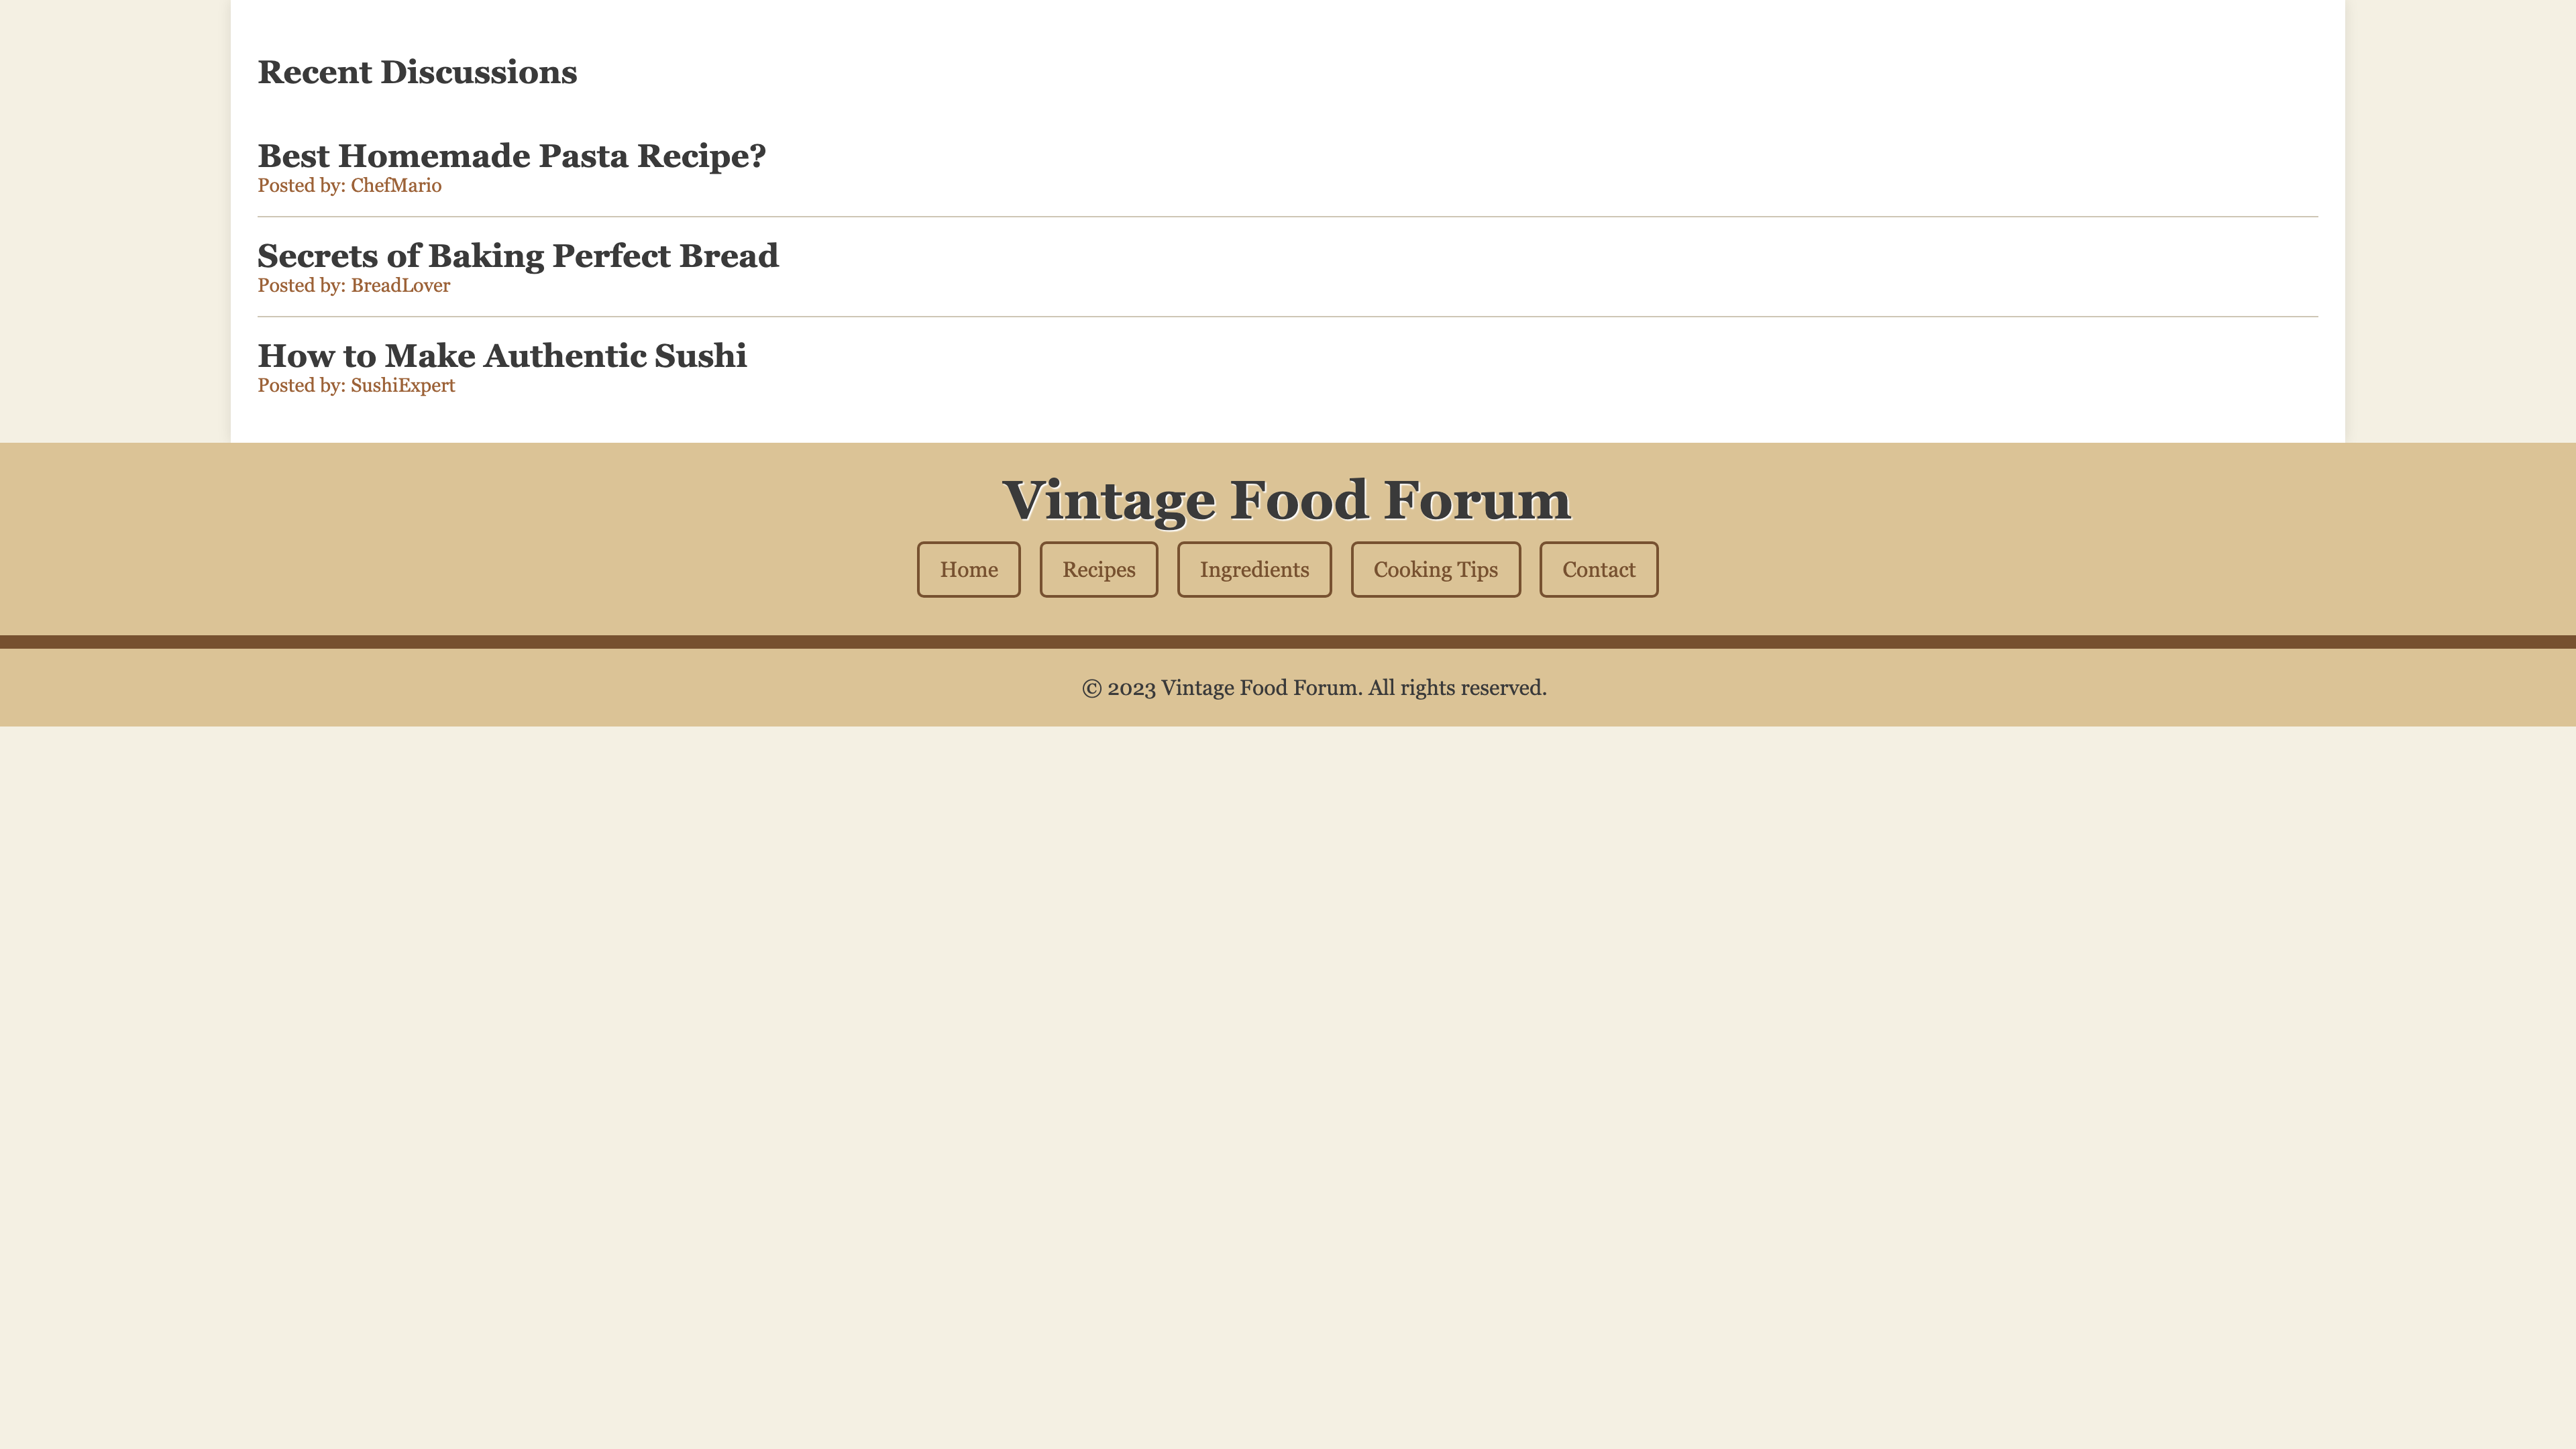 Recent Discussions
Best Homemade Pasta Recipe?
Posted by: ChefMario
Secrets of Baking Perfect Bread
Posted by: BreadLover
How to Make Authentic Sushi
Posted by: SushiExpert
Vintage Food Forum
Home Recipes Ingredients Cooking Tips Contact
© 2023 Vintage Food Forum. All rights reserved.